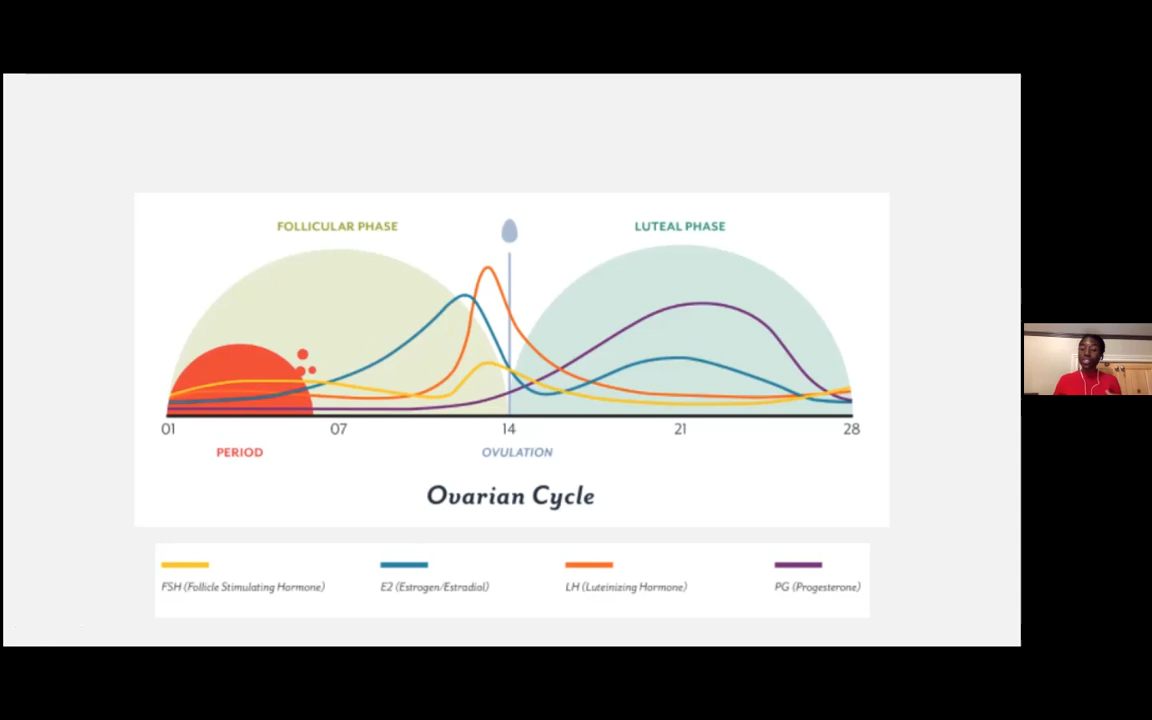 FOLLICULAR PHASE
LUTEAL PHASE
01 07 14 21 28
PERIOD
OVULATION
Ovarian Cycle
FSH (Follicle Stimulating Hormone)
E2 (Estrogen/Estradiol)
LH (Luteinizing Hormone)
PG (Progesterone)